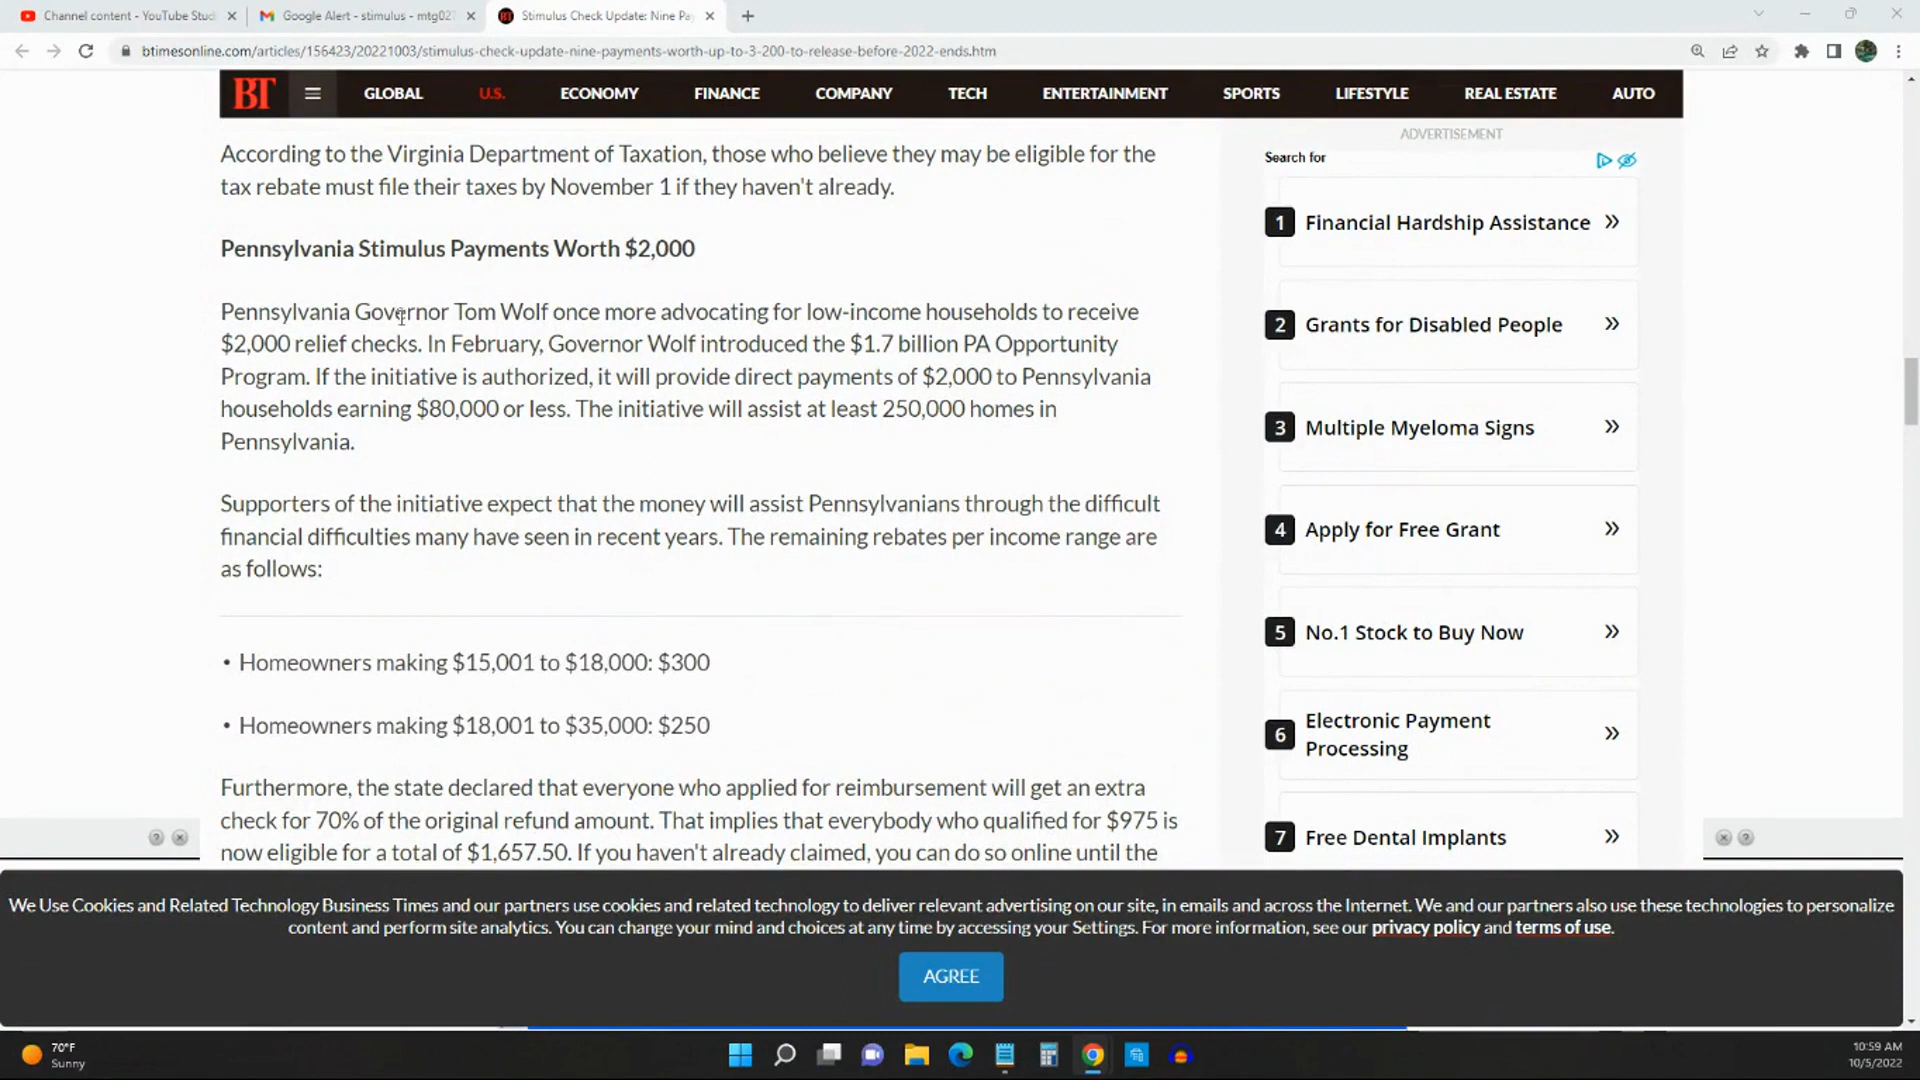 Channel content - YouTube Stud
Google Alert - stimulus - mtg027
Stimulus Check Update: Nine Pa
btimesonline.com/articles/156423/20221003/stimulus-check-update-nine-payments-worth-up-to-3-200-to-release-before-2022-ends.htm
BT GLOBAL U.S. ECONOMY FINANCE COMPANY TECH ENTERTAINMENT SPORTS LIFESTYLE REAL ESTATE AUTO
According to the Virginia Department of Taxation, those who believe they may be eligible for the
tax rebate must file their taxes by November 1 if they haven't already.
Pennsylvania Stimulus Payments Worth $2,000
Pennsylvania Governor Tom Wolf once more advocating for low-income households to receive
$2,000 relief checks. In February, Governor Wolf introduced the $1.7 billion PA Opportunity
Program. If the initiative is authorized, it will provide direct payments of $2,000 to Pennsylvania
households earning $80,000 or less. The initiative will assist at least 250,000 homes in
Pennsylvania.
Supporters of the initiative expect that the money will assist Pennsylvanians through the difficult
financial difficulties many have seen in recent years. The remaining rebates per income range are
as follows:
• Homeowners making $15,001 to $18,000: $300
• Homeowners making $18,001 to $35,000: $250
Furthermore, the state declared that everyone who applied for reimbursement will get an extra
check for 70% of the original refund amount. That implies that everybody who qualified for $975 is
now eligible for a total of $1,657.50. If you haven't already claimed, you can do so online until the
ADVERTISEMENT
Search for
1 Financial Hardship Assistance
2 Grants for Disabled People
3 Multiple Myeloma Signs
4 Apply for Free Grant
5 No.1 Stock to Buy Now
6 Electronic Payment
Processing
7 Free Dental Implants
We Use Cookies and Related Technology Business Times and our partners use cookies and related technology to deliver relevant advertising on our site, in emails and across the Internet. We and our partners also use these technologies to personalize
content and perform site analytics. You can change your mind and choices at any time by accessing your Settings. For more information, see our privacy policy and terms of use.
AGREE
70°F
Sunny
10:59 AM
10/5/2022